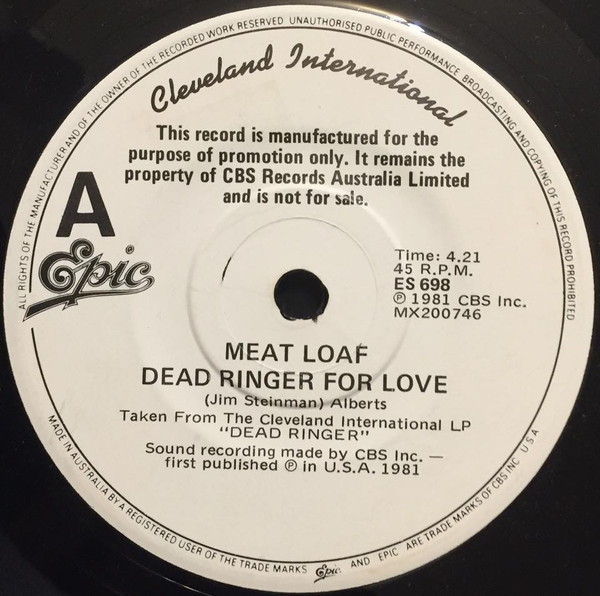 ALL RIGHTS OF THE MANUFACTURER AND OF THE OWNER OF THE RECORDED WORK RESERVED UNAUTHORISED PUBLIC PERFORMANCE BROADCASTING AND COPYING OF THIS RECORD PROHIBITED
Cleveland International
This record is manufactured for the
purpose of promotion only. It remains the
property of CBS Records Australia Limited
and is not for sale.
A
Epic
Time: 4.21
45 R.P.M.
ES 698
℗ 1981 CBS Inc.
MX200746
MEAT LOAF
DEAD RINGER FOR LOVE
(Jim Steinman) Alberts
Taken From The Cleveland International LP
"DEAD RINGER"
Sound recording made by CBS Inc. —
first published ℗ in U.S.A. 1981
MADE IN AUSTRALIA BY A REGISTERED USER OF THE TRADE MARKS Epic AND EPIC ARE TRADE MARKS OF CBS INC USA